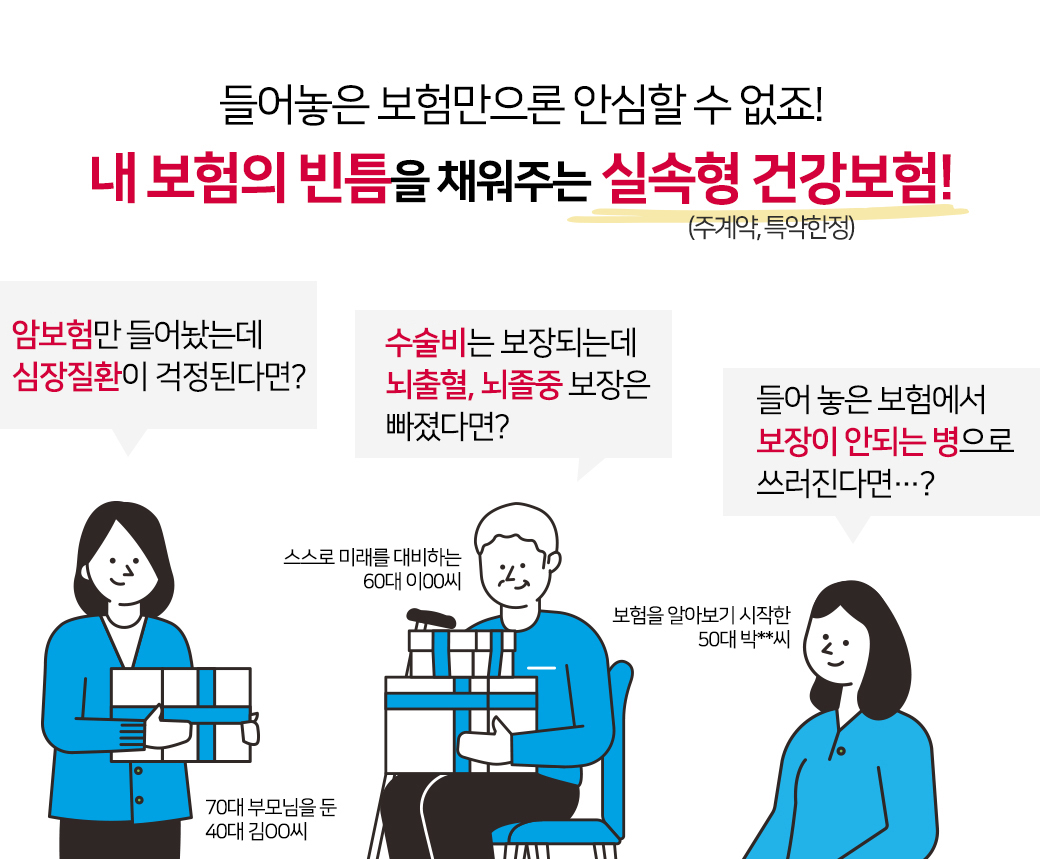 들어놓은 보험만으론 안심할 수 없죠!
내 보험의 빈틈을 채워주는 실속형 건강보험!
(주계약, 특약한정)
암보험만 들어놨는데
심장질환이 걱정된다면?
수술비는 보장되는데
뇌출혈, 뇌졸중 보장은
빠졌다면?
들어 놓은 보험에서
보장이 안되는 병으로
쓰러진다면…?
스스로 미래를 대비하는
60대 이OO씨
보험을 알아보기 시작한
50대 박**씨
70대 부모님을 둔
40대 김OO씨